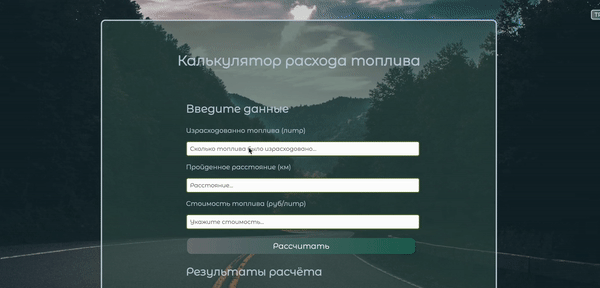 Калькулятор расхода топлива
Введите данные
Израсходованно топлива (литр)
Сколько топлива было израсходовано...
Пройденное расстояние (км)
Расстояние...
Стоимость топлива (руб/литр)
Укажите стоимость...
Рассчитать
Результаты расчёта